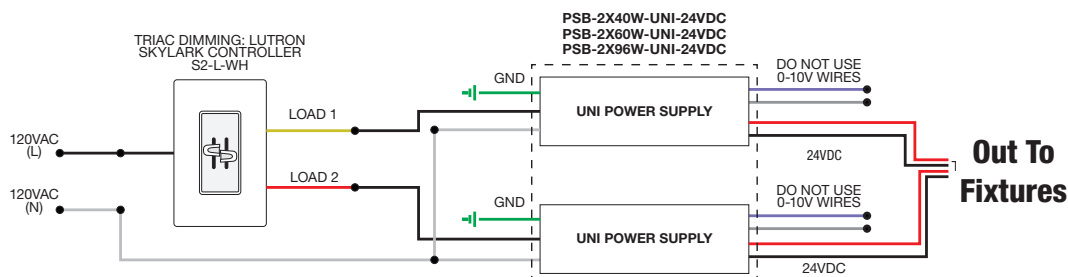 PSB-2X40W-UNI-24VDC
PSB-2X60W-UNI-24VDC
PSB-2X96W-UNI-24VDC
TRIAC DIMMING: LUTRON
SKYLARK CONTROLLER
S2-L-WH
DO NOT USE
0-10V WIRES
GND
UNI POWER SUPPLY
LOAD 1
120VAC
(L)
24VDC
Out To
Fixtures
LOAD 2
120VAC
(N)
DO NOT USE
0-10V WIRES
GND
UNI POWER SUPPLY
24VDC